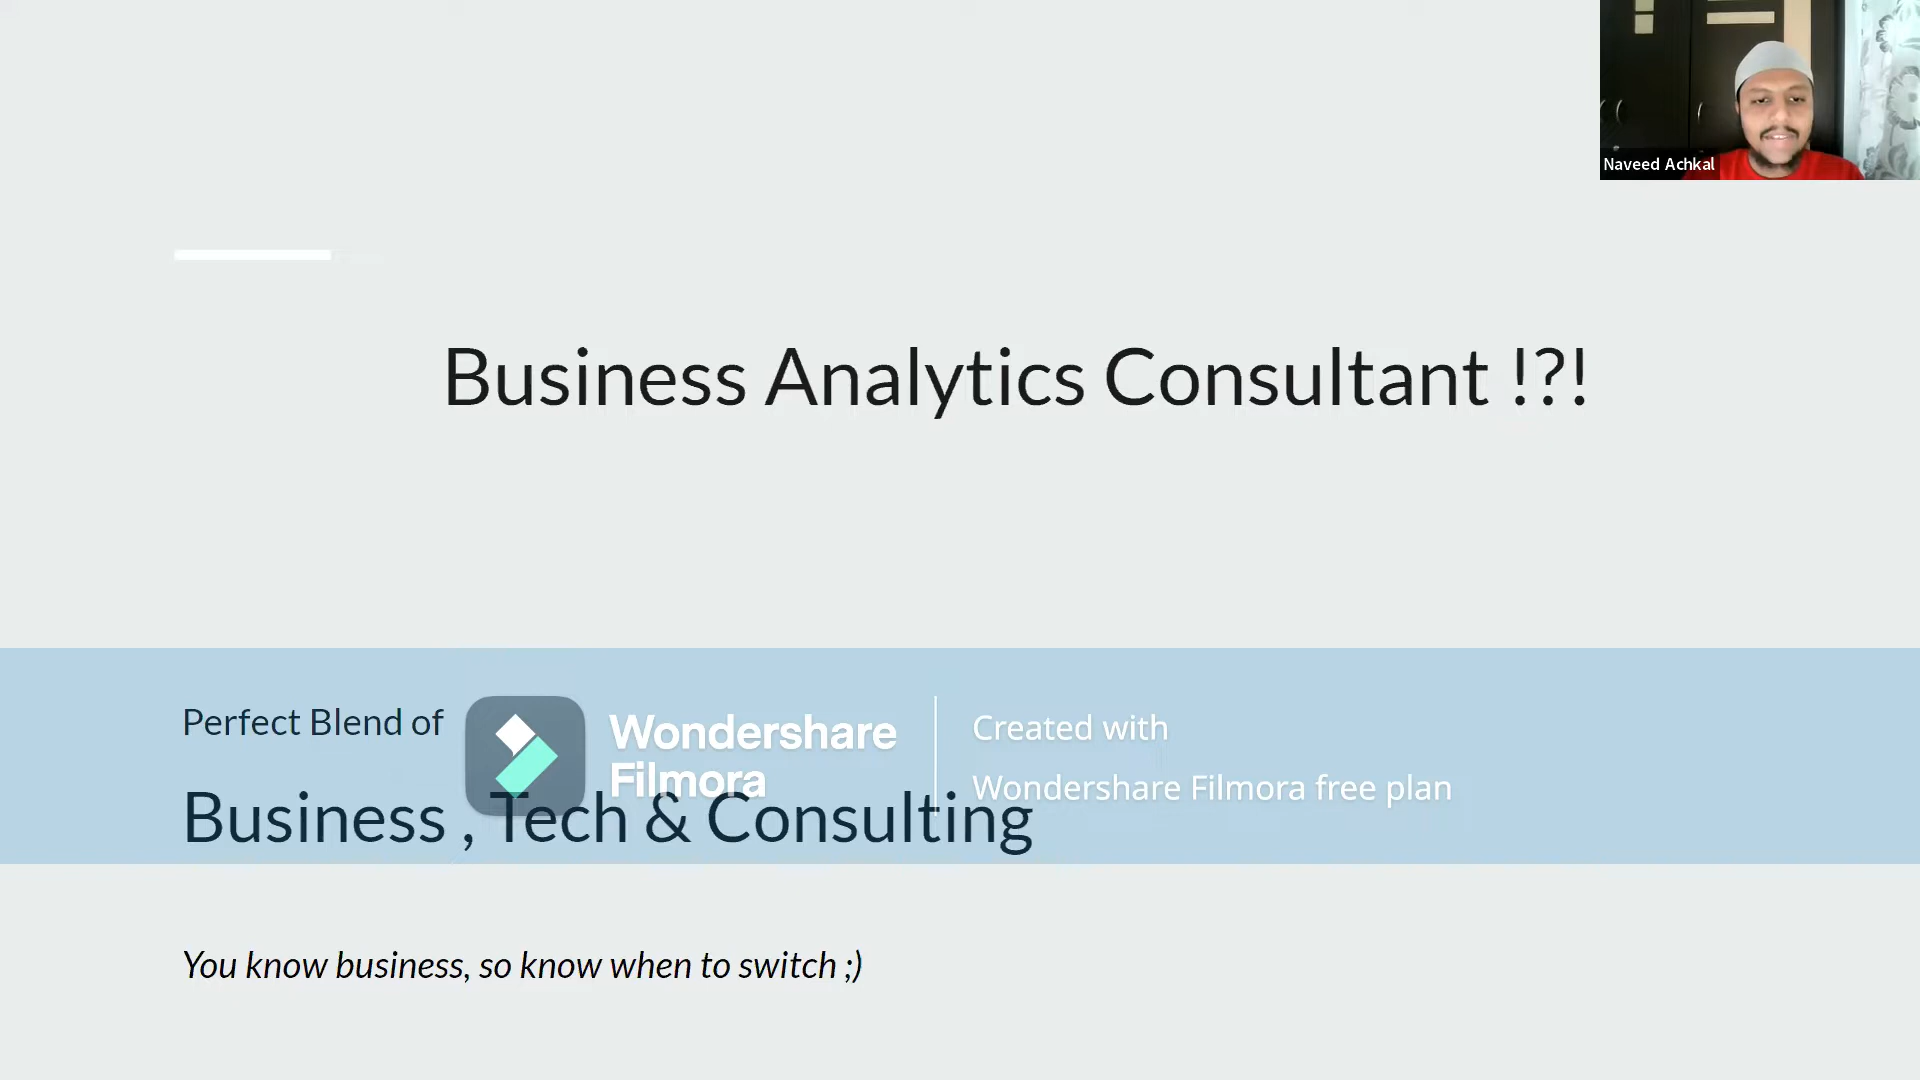 Naveed Achkal
Business Analytics Consultant !?!
Perfect Blend of
Wondershare
Filmora
Created with
Wondershare Filmora free plan
Business , Tech & Consulting
You know business, so know when to switch ;)